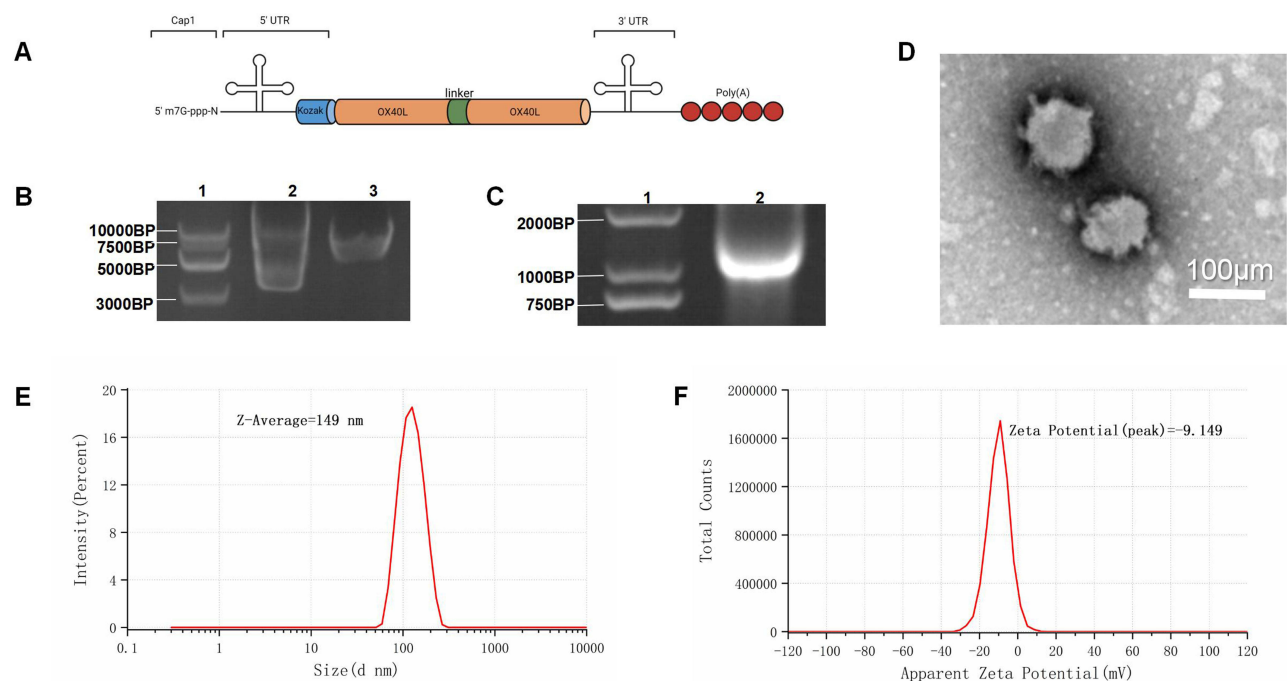 A
Cap1
5' UTR
3' UTR
5' m7G-ppp-N
Kozak
OX40L
linker
OX40L
Poly(A)
B
1 2 3
10000BP
7500BP
5000BP
3000BP
C
1 2
2000BP
1000BP
750BP
D
100μm
E
Z-Average=149 nm
Intensity(Percent)
20
16
12
8
4
0
0.1 1 10 100 1000 10000
Size(d nm)
F
Zeta Potential(peak)=-9.149
Total Counts
2000000
1600000
1200000
800000
400000
0
-120 -100 -80 -60 -40 -20 0 20 40 60 80 100 120
Apparent Zeta Potential(mV)